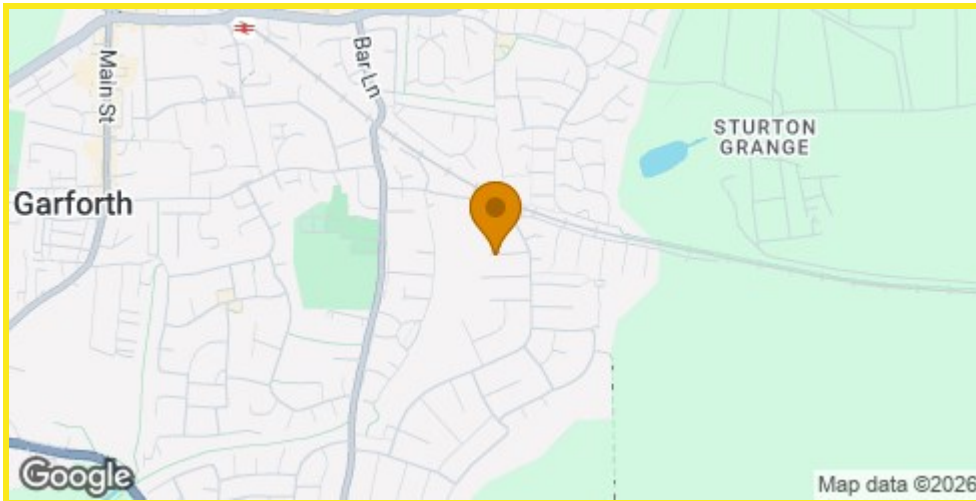 Main St
Bar Ln
STURTON
GRANGE
Garforth
Google
Map data ©2026